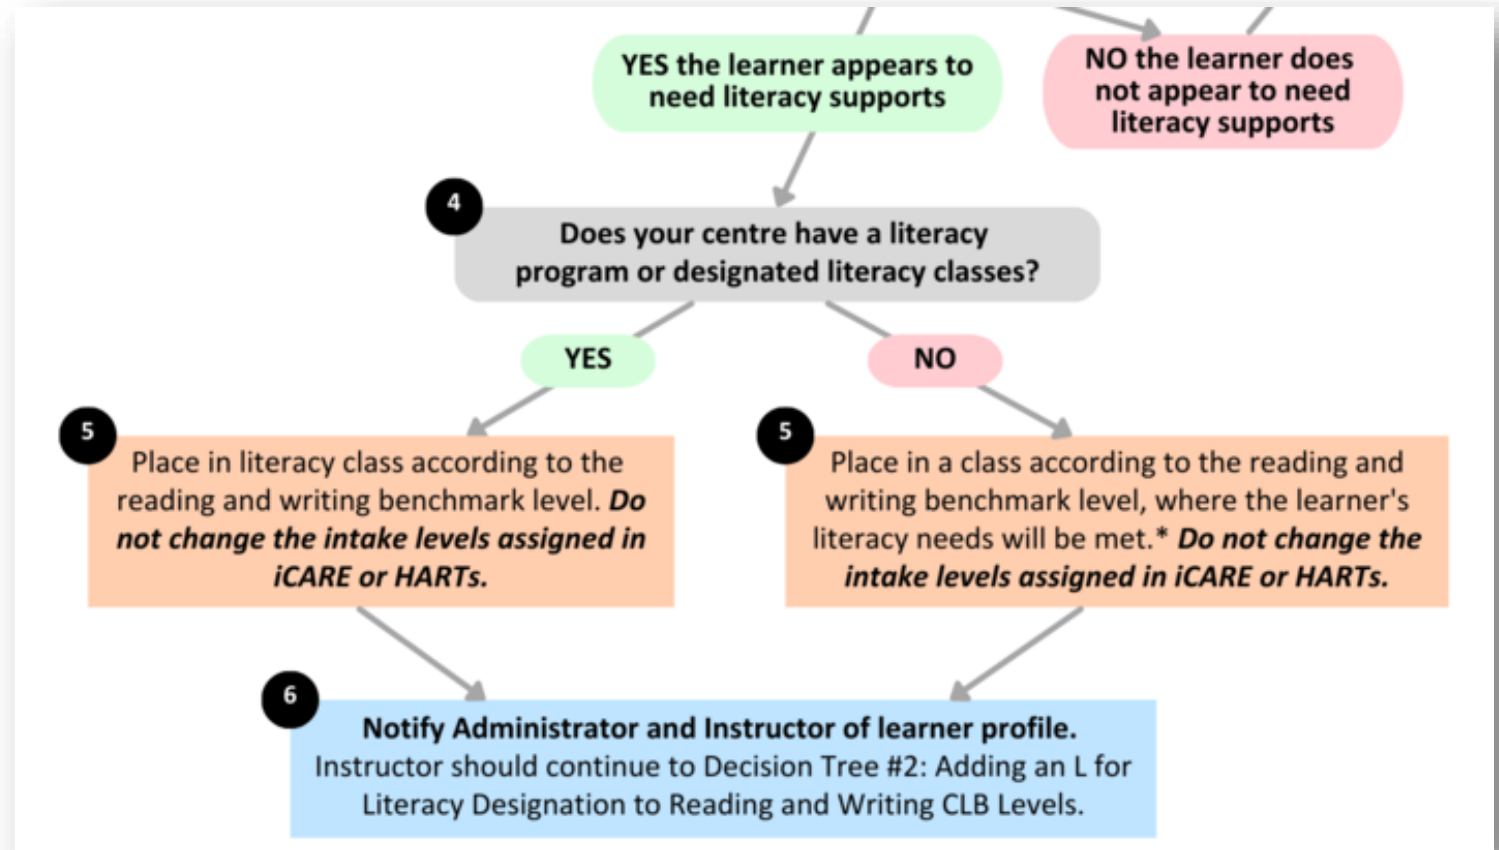 YES the learner appears to
need literacy supports
NO the learner does
not appear to need
literacy supports
4
Does your centre have a literacy
program or designated literacy classes?
YES
NO
5
Place in literacy class according to the
reading and writing benchmark level. Do
not change the intake levels assigned in
iCARE or HARTs.
5
Place in a class according to the reading and
writing benchmark level, where the learner's
literacy needs will be met.* Do not change the
intake levels assigned in iCARE or HARTs.
6
Notify Administrator and Instructor of learner profile.
Instructor should continue to Decision Tree #2: Adding an L for
Literacy Designation to Reading and Writing CLB Levels.